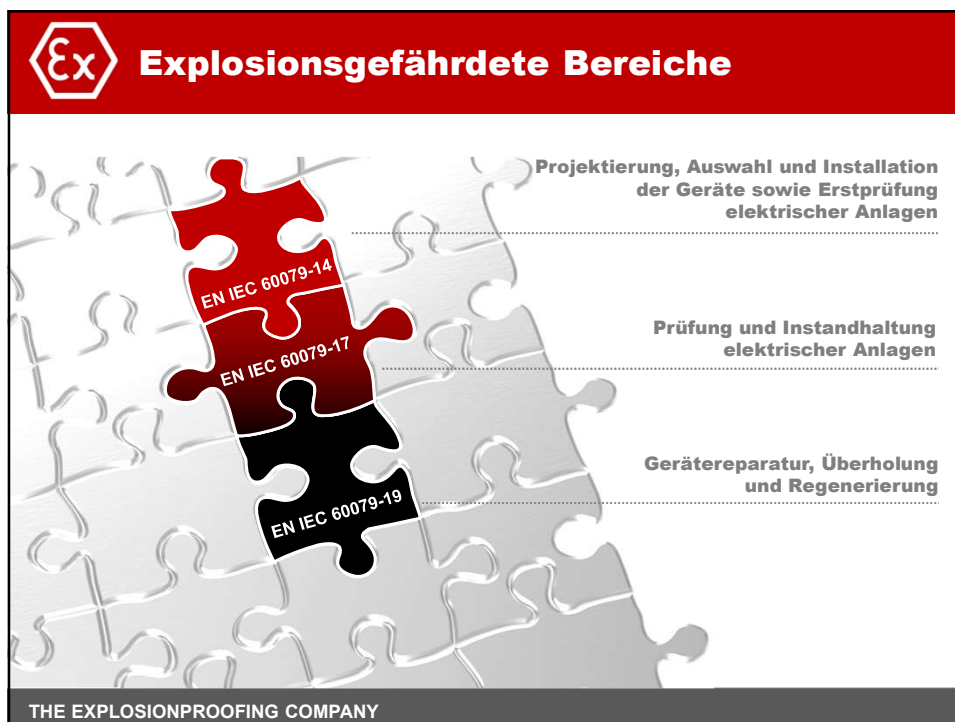 Ex
Explosionsgefährdete Bereiche
Projektierung, Auswahl und Installation
der Geräte sowie Erstprüfung
elektrischer Anlagen
EN IEC 60079-14
EN IEC 60079-17
Prüfung und Instandhaltung
elektrischer Anlagen
EN IEC 60079-19
Gerätereparatur, Überholung
und Regenerierung
THE EXPLOSIONPROOFING COMPANY